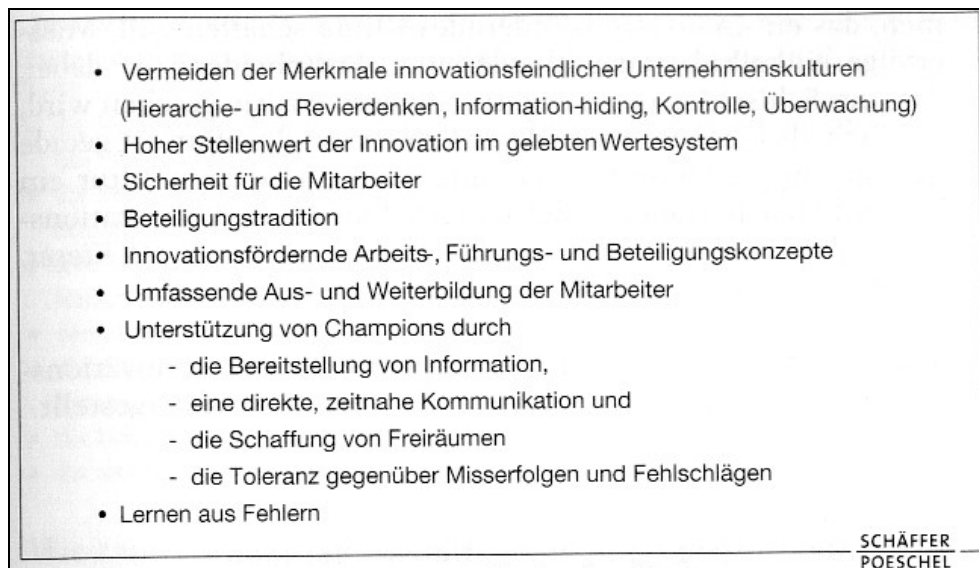 • Vermeiden der Merkmale innovationsfeindlicher Unternehmenskulturen
(Hierarchie- und Revierdenken, Information-hiding, Kontrolle, Überwachung)
• Hoher Stellenwert der Innovation im gelebten Wertesystem
• Sicherheit für die Mitarbeiter
• Beteiligungstradition
• Innovationsfördernde Arbeits-, Führungs- und Beteiligungskonzepte
• Umfassende Aus- und Weiterbildung der Mitarbeiter
• Unterstützung von Champions durch
- die Bereitstellung von Information,
- eine direkte, zeitnahe Kommunikation und
- die Schaffung von Freiräumen
- die Toleranz gegenüber Misserfolgen und Fehlschlägen
• Lernen aus Fehlern
SCHÄFFER
POESCHEL